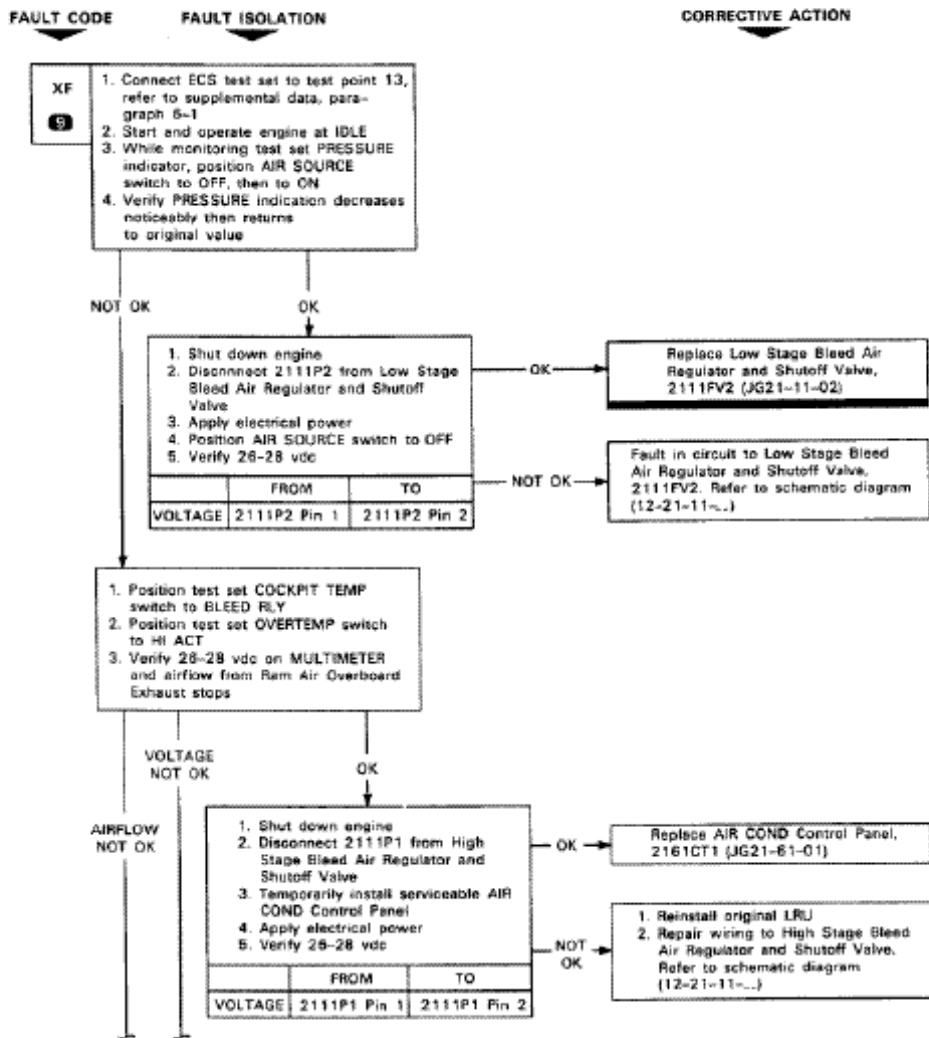 FAULT CODE
FAULT ISOLATION
CORRECTIVE ACTION
XF
9
1. Connect ECS test set to test point 13,
refer to supplemental data, para-
graph 5-1
2. Start and operate engine at IDLE
3. While monitoring test set PRESSURE
indicator, position AIR SOURCE
switch to OFF, then to ON
4. Verify PRESSURE indication decreases
noticeably then returns
to original value
NOT OK
OK
1. Shut down engine
2. Disconnnect 2111P2 from Low Stage
Bleed Air Regulator and Shutoff
Valve
3. Apply electrical power
4. Position AIR SOURCE switch to OFF
5. Verify 26-28 vdc
FROM TO
VOLTAGE 2111P2 Pin 1 2111P2 Pin 2
OK
Replace Low Stage Bleed Air
Regulator and Shutoff Valve,
2111FV2 (JG21-11-02)
NOT OK
Fault in circuit to Low Stage Bleed
Air Regulator and Shutoff Valve,
2111FV2. Refer to schematic diagram
(12-21-11-...)
1. Position test set COCKPIT TEMP
switch to BLEED RLY
2. Position test set OVERTEMP switch
to HI ACT
3. Verify 26-28 vdc on MULTIMETER
and airflow from Ram Air Overboard
Exhaust stops
VOLTAGE
NOT OK
OK
AIRFLOW
NOT OK
1. Shut down engine
2. Disconnect 2111P1 from High
Stage Bleed Air Regulator and
Shutoff Valve
3. Temporarily install serviceable AIR
COND Control Panel
4. Apply electrical power
5. Verify 26-28 vdc
FROM TO
VOLTAGE 2111P1 Pin 1 2111P1 Pin 2
OK
Replace AIR COND Control Panel,
2161CT1 (JG21-61-01)
NOT
OK
1. Reinstall original LRU
2. Repair wiring to High Stage Bleed
Air Regulator and Shutoff Valve.
Refer to schematic diagram
(12-21-11-...)